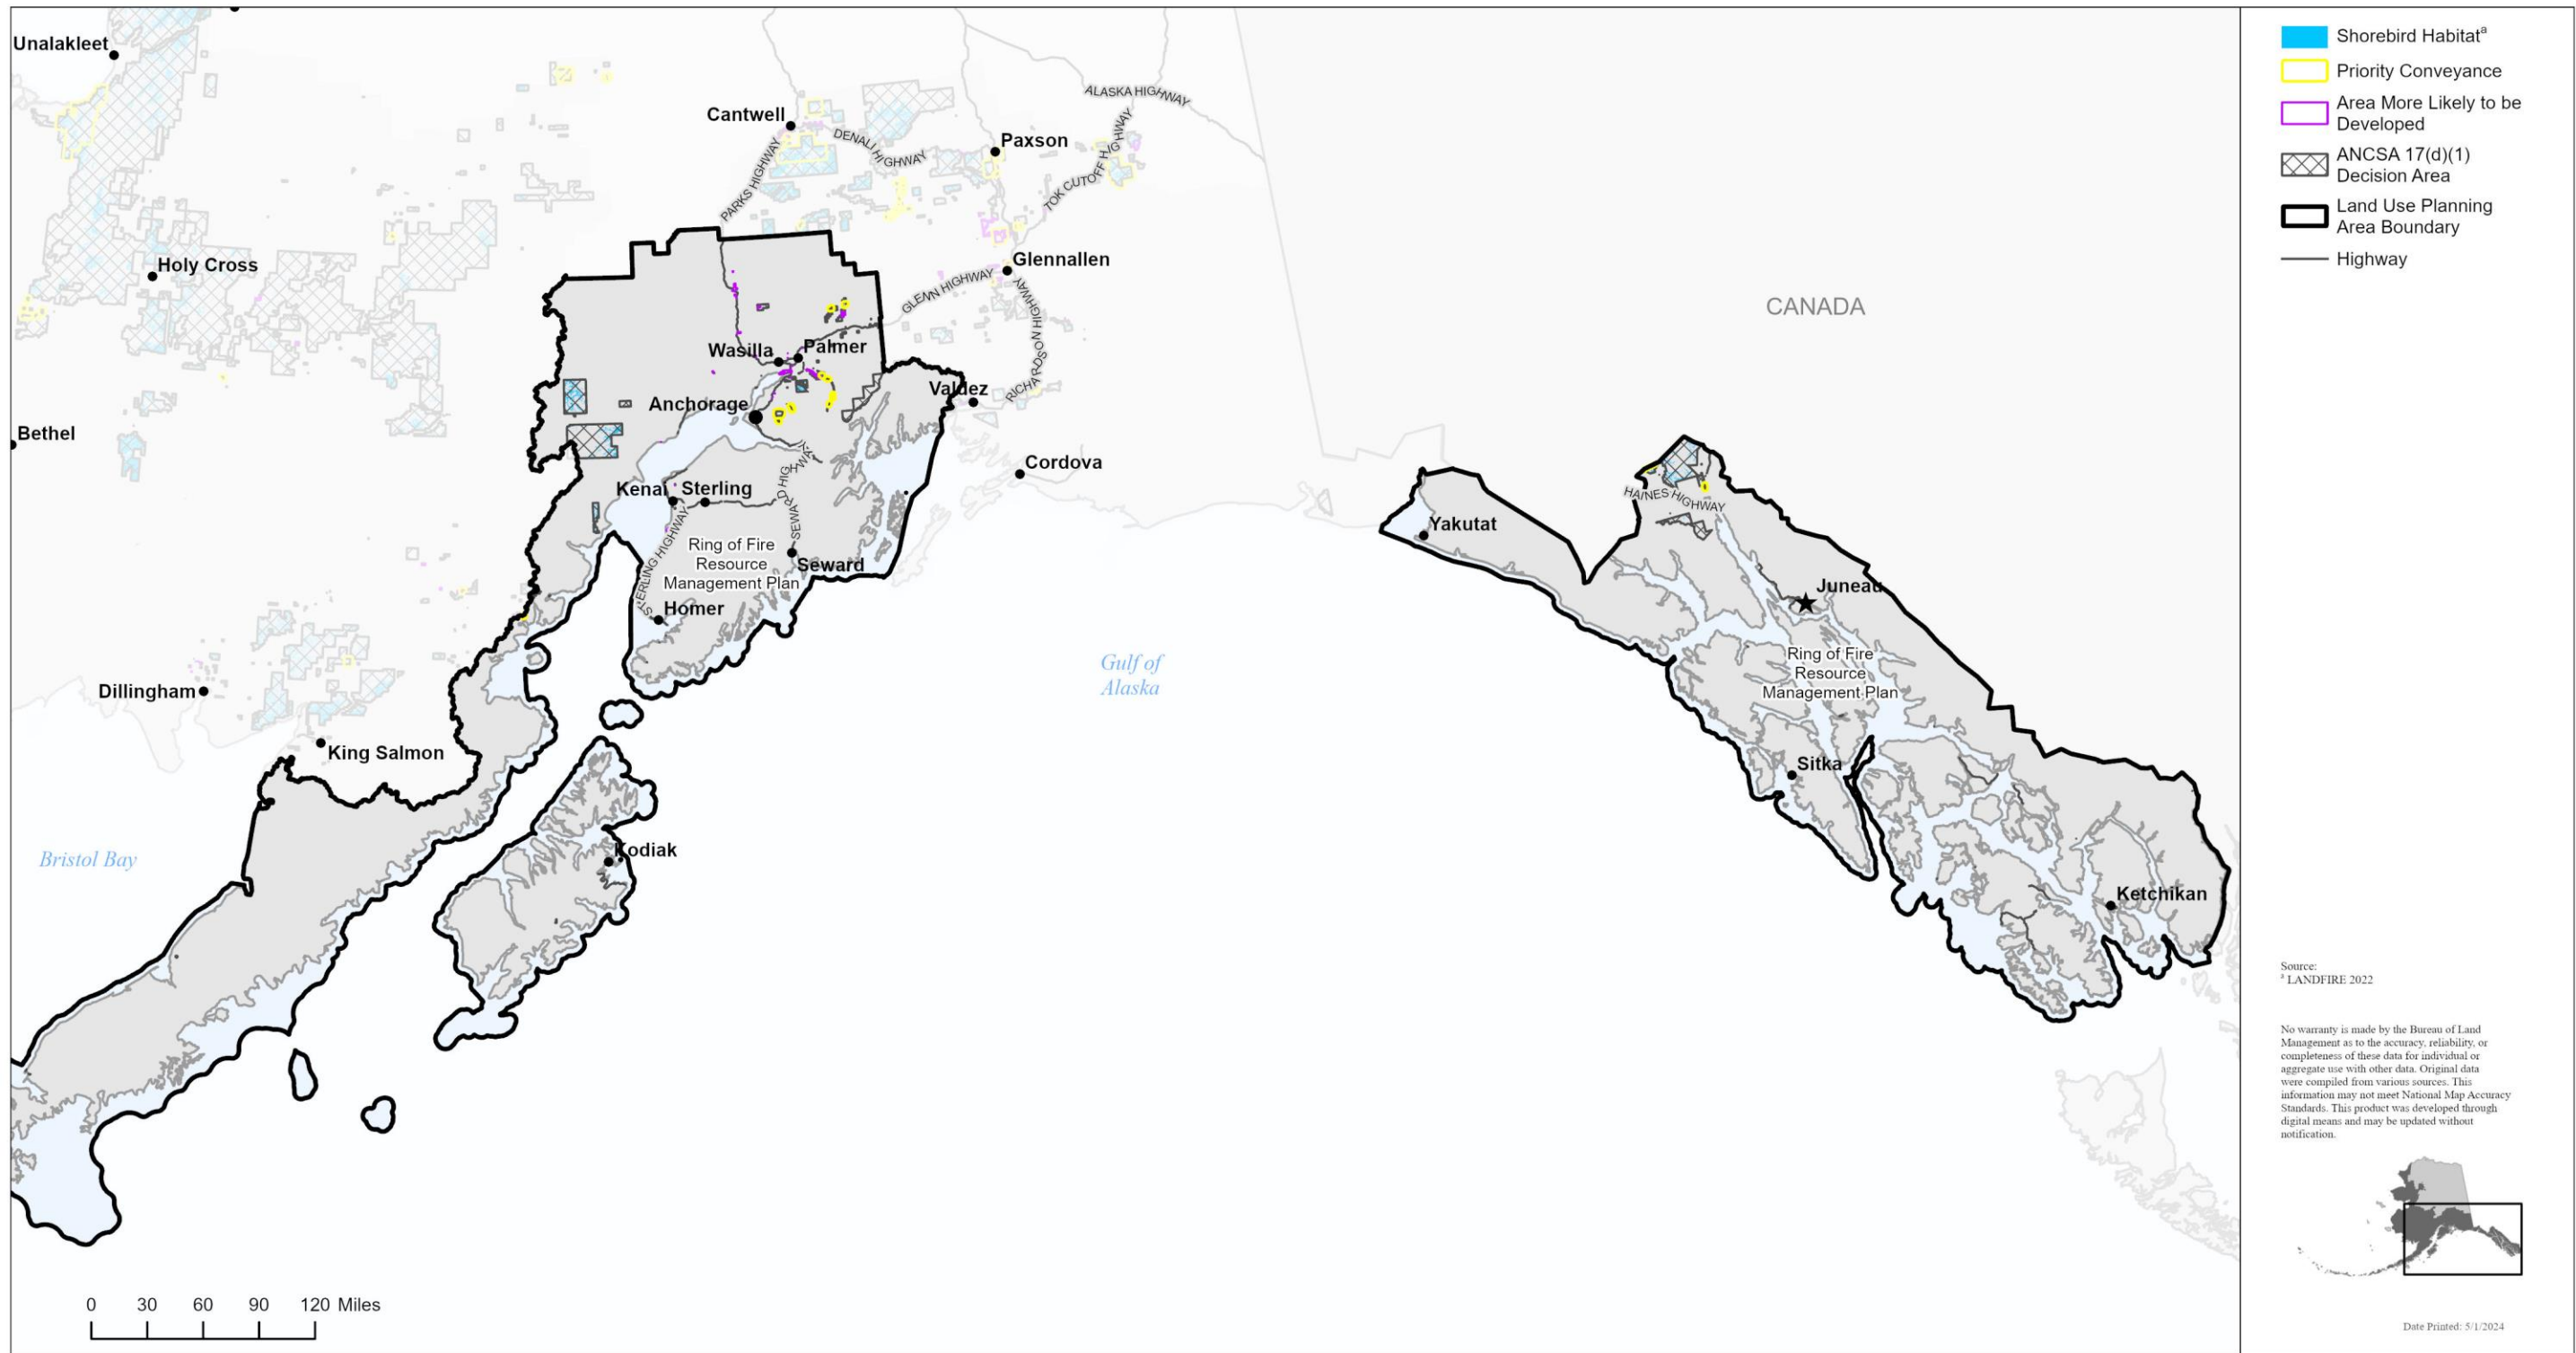 Unalakleet
Cantwell
Paxson
Holy Cross
Glennallen
Wasilla
Palmer
Anchorage
Valdez
Bethel
Cordova
Kenai
Sterling
Seward
Homer
Dillingham
King Salmon
Kodiak
Yakutat
Juneau
Sitka
Ketchikan
ALASKA HIGHWAY
DENALI HIGHWAY
PARKS HIGHWAY
TOK CUTOFF HIGHWAY
GLENN HIGHWAY
RICHARDSON HIGHWAY
SEWARD HIGHWAY
STERLING HIGHWAY
HAINES HIGHWAY
Ring of Fire
Resource
Management Plan
Ring of Fire
Resource
Management Plan
CANADA
Gulf of
Alaska
Bristol Bay
0 30 60 90 120 Miles
Shorebird Habitatª
Priority Conveyance
Area More Likely to be
Developed
ANCSA 17(d)(1)
Decision Area
Land Use Planning
Area Boundary
Highway
Source:
ª LANDFIRE 2022
No warranty is made by the Bureau of Land
Management as to the accuracy, reliability, or
completeness of these data for individual or
aggregate use with other data. Original data
were compiled from various sources. This
information may not meet National Map Accuracy
Standards. This product was developed through
digital means and may be updated without
notification.
Date Printed: 5/1/2024